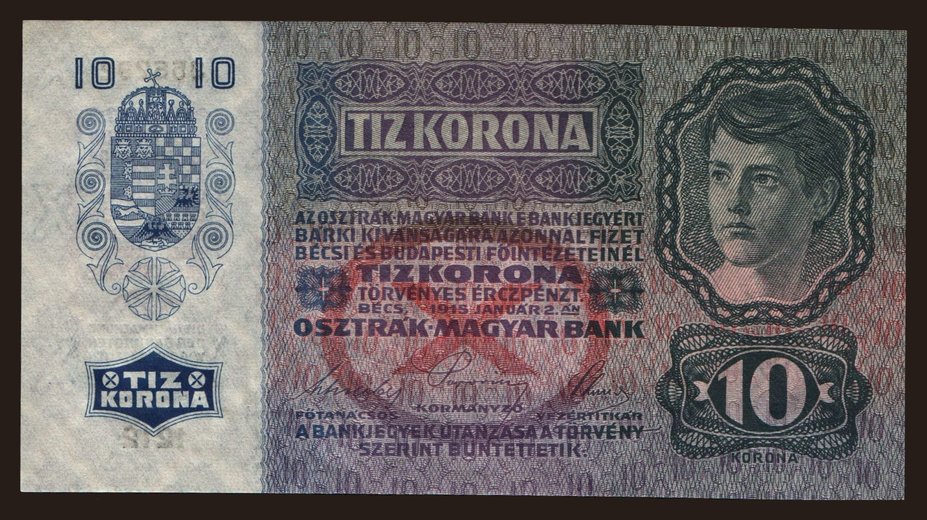 10 10
TIZ KORONA
AZ OSZTRÁK-MAGYAR BANK E BANKJEGYÉRT
BÁRKI KIVÁNSÁGÁRA AZONNAL FIZET
BÉCSI ÉS BUDAPESTI FŐINTÉZETEINÉL
TIZ KORONA
TÖRVÉNYES ÉRCZPÉNZT.
BÉCS, 1915 JANUÁR 2.-ÁN
OSZTRÁK-MAGYAR BANK
FŐTANÁCSOS KORMÁNYZÓ VEZÉRTITKÁR
A BANKJEGYEK UTÁNZÁSA A TÖRVÉNY
SZERINT BÜNTETTETIK.
TIZ
KORONA
10
KORONA